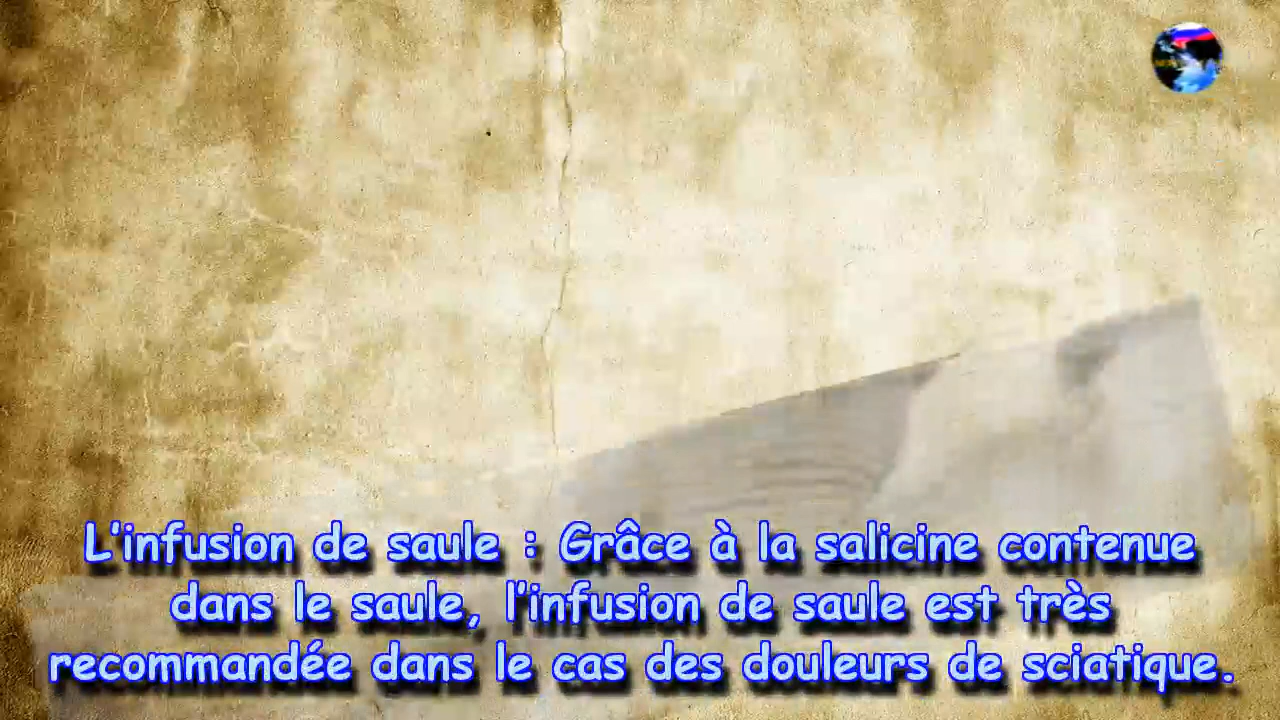 L'infusion de saule : Grâce à la salicine contenue
dans le saule, l'infusion de saule est très
recommandée dans le cas des douleurs de sciatique.